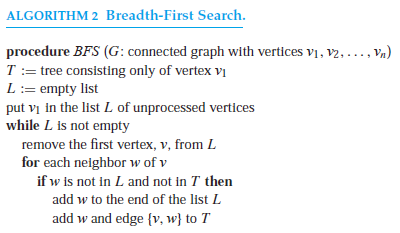 ALGORITHM 2 Breadth-First Search.
procedure BFS (G: connected graph with vertices v1, v2, . . . , vn)
T := tree consisting only of vertex v1
L := empty list
put v1 in the list L of unprocessed vertices
while L is not empty
remove the first vertex, v, from L
for each neighbor w of v
if w is not in L and not in T then
add w to the end of the list L
add w and edge {v, w} to T